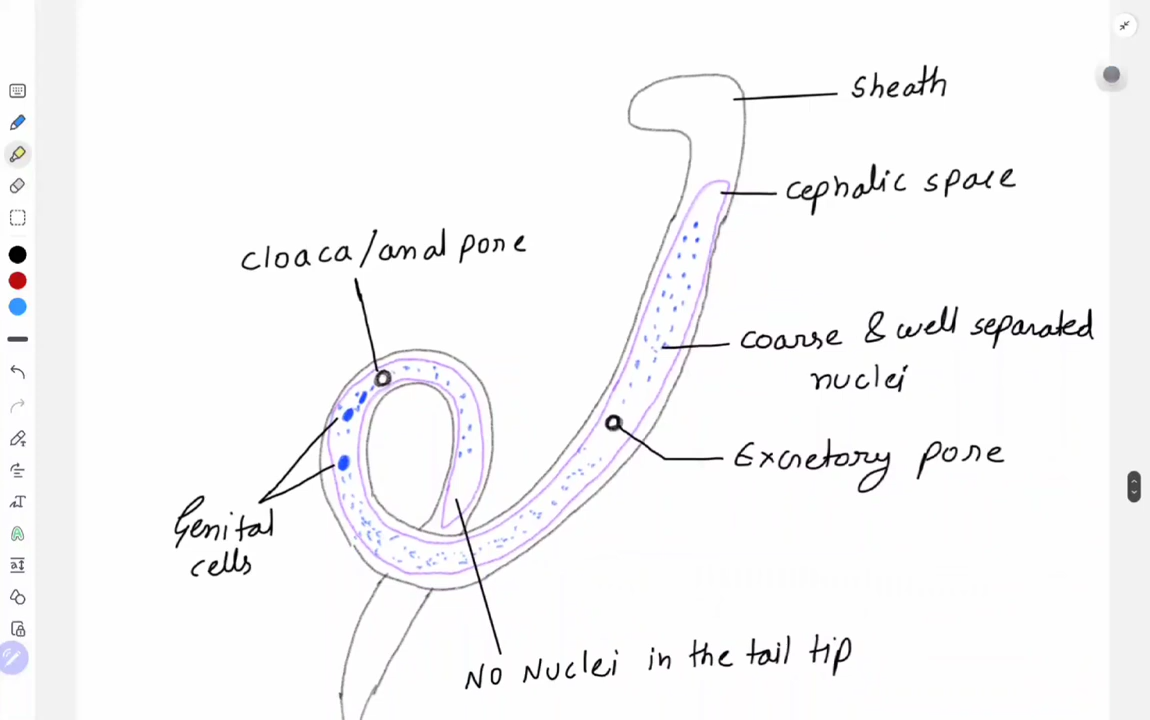 Sheath
cephalic space
cloaca/anal pore
coarse & well separated
nuclei
Excretory pore
Genital
cells
NO Nuclei in the tail tip